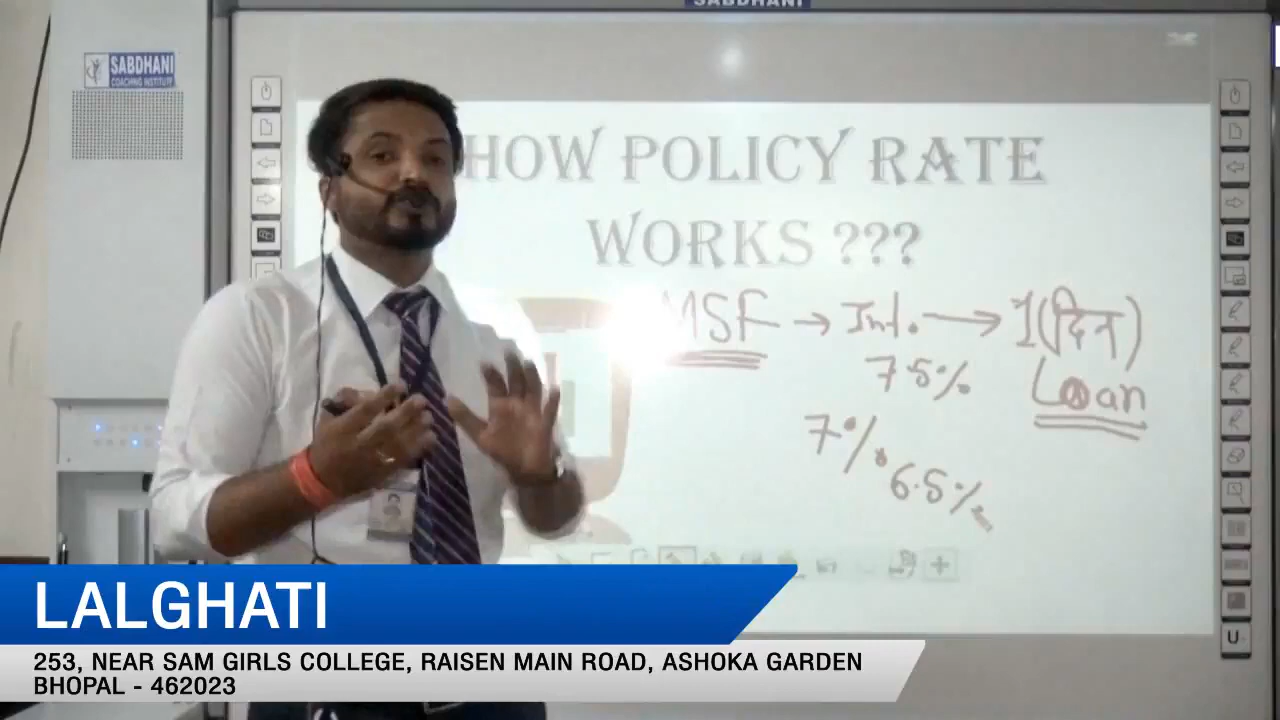 SABDHANI
SABDHANI
COACHING INSTITUTE
HOW POLICY RATE
WORKS ???
MSF → Int. → 1 (दिन)
7.5% Loan
7%
6.5%
U
LALGHATI
253, NEAR SAM GIRLS COLLEGE, RAISEN MAIN ROAD, ASHOKA GARDEN
BHOPAL - 462023